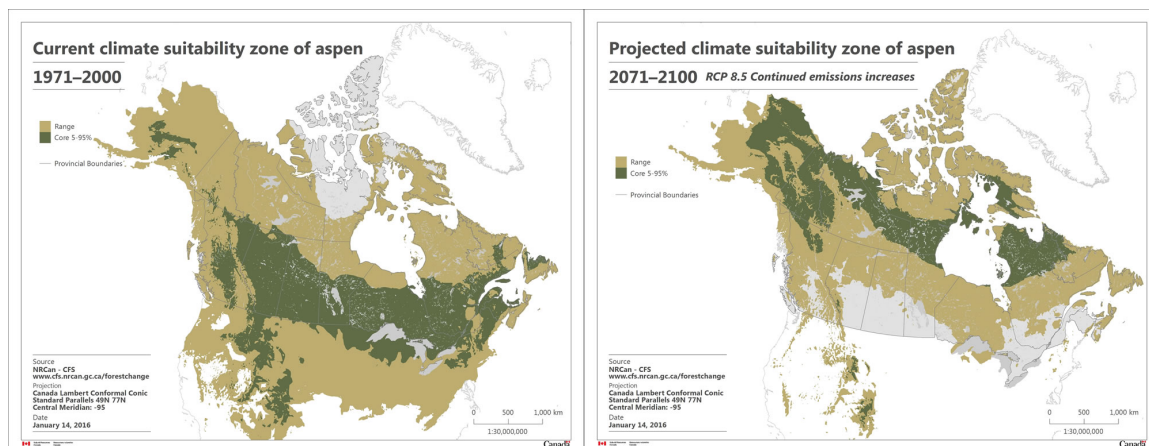 Current climate suitability zone of aspen
1971–2000
Range
Core 5-95%
Provincial Boundaries
Source
NRCan - CFS
www.cfs.nrcan.gc.ca/forestchange
Projection
Canada Lambert Conformal Conic
Standard Parallels 49N 77N
Central Meridian: -95
Date
January 14, 2016
0 500 1,000 km
1:30,000,000
Canada
Projected climate suitability zone of aspen
2071–2100 RCP 8.5 Continued emissions increases
Range
Core 5-95%
Provincial Boundaries
Source
NRCan - CFS
www.cfs.nrcan.gc.ca/forestchange
Projection
Canada Lambert Conformal Conic
Standard Parallels 49N 77N
Central Meridian: -95
Date
January 14, 2016
0 500 1,000 km
1:30,000,000
Canada